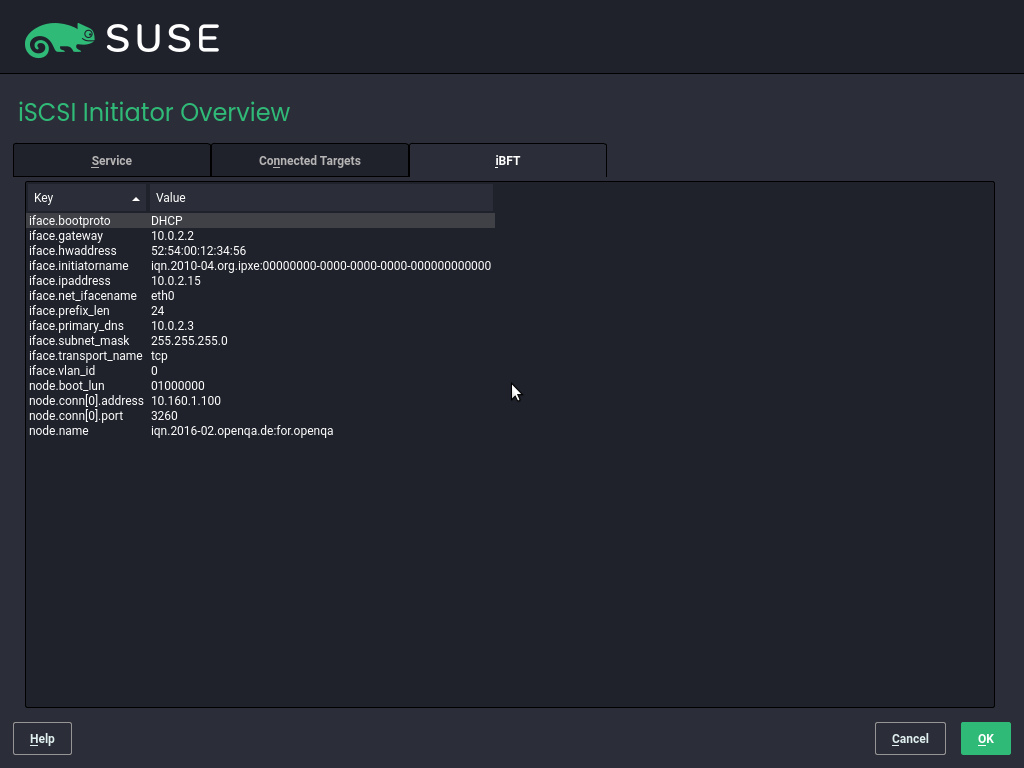 SUSE
iSCSI Initiator Overview
Service Connected Targets iBFT
Key Value
iface.bootproto DHCP
iface.gateway 10.0.2.2
iface.hwaddress 52:54:00:12:34:56
iface.initiatorname iqn.2010-04.org.ipxe:00000000-0000-0000-0000-000000000000
iface.ipaddress 10.0.2.15
iface.net_ifacename eth0
iface.prefix_len 24
iface.primary_dns 10.0.2.3
iface.subnet_mask 255.255.255.0
iface.transport_name tcp
iface.vlan_id 0
node.boot_lun 01000000
node.conn[0].address 10.160.1.100
node.conn[0].port 3260
node.name iqn.2016-02.openqa.de:for.openqa
Help Cancel OK